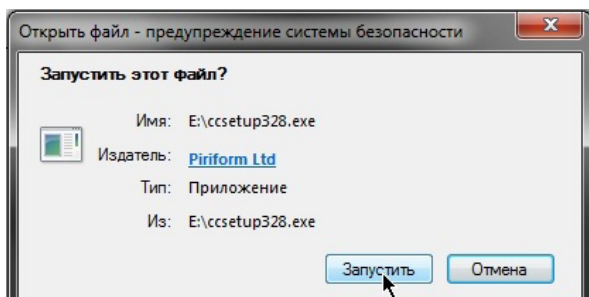 Открыть файл - предупреждение системы безопасности
Запустить этот файл?
Имя: E:\ccsetup328.exe
Издатель: Piriform Ltd
Тип: Приложение
Из: E:\ccsetup328.exe
Запустить Отмена